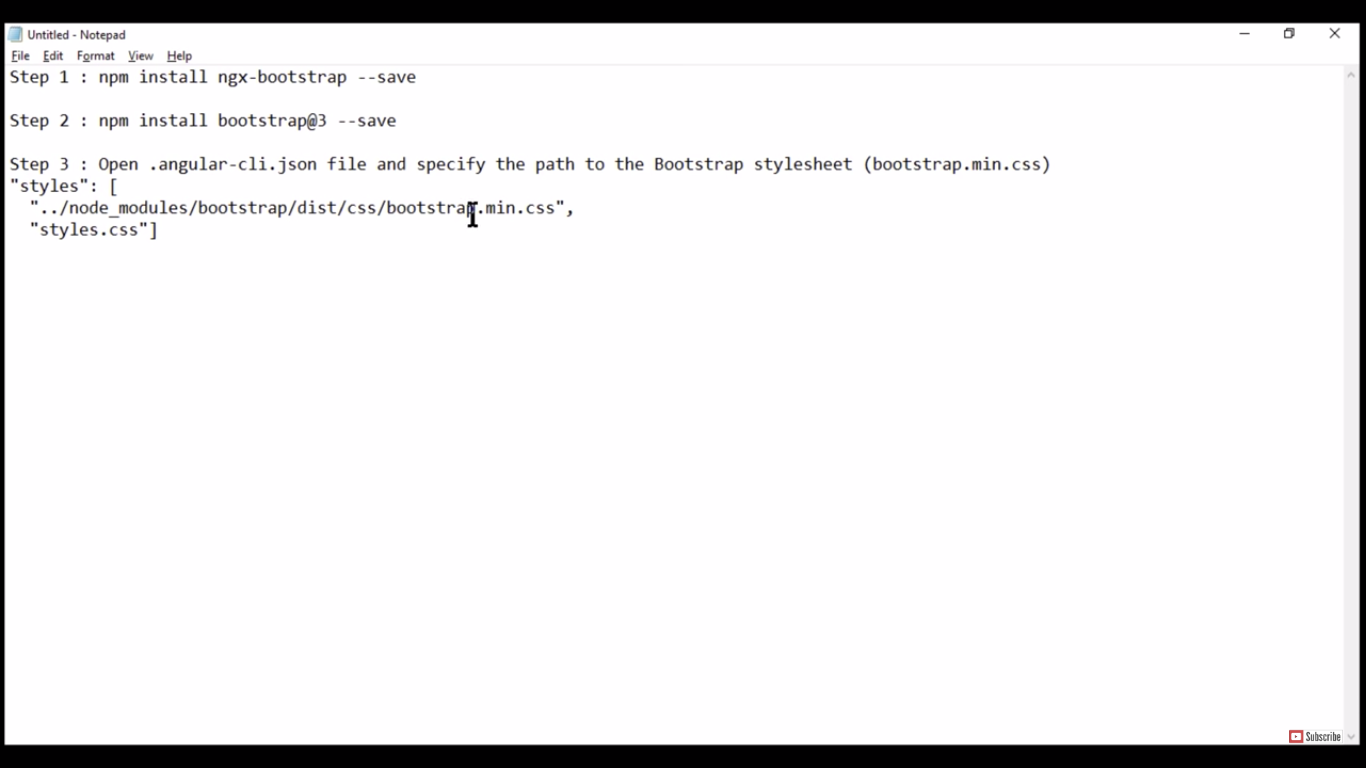 Untitled - Notepad
File Edit Format View Help
Step 1 : npm install ngx-bootstrap --save
Step 2 : npm install bootstrap@3 --save
Step 3 : Open .angular-cli.json file and specify the path to the Bootstrap stylesheet (bootstrap.min.css)
"styles": [
"../node_modules/bootstrap/dist/css/bootstrap.min.css",
"styles.css"]
Subscribe